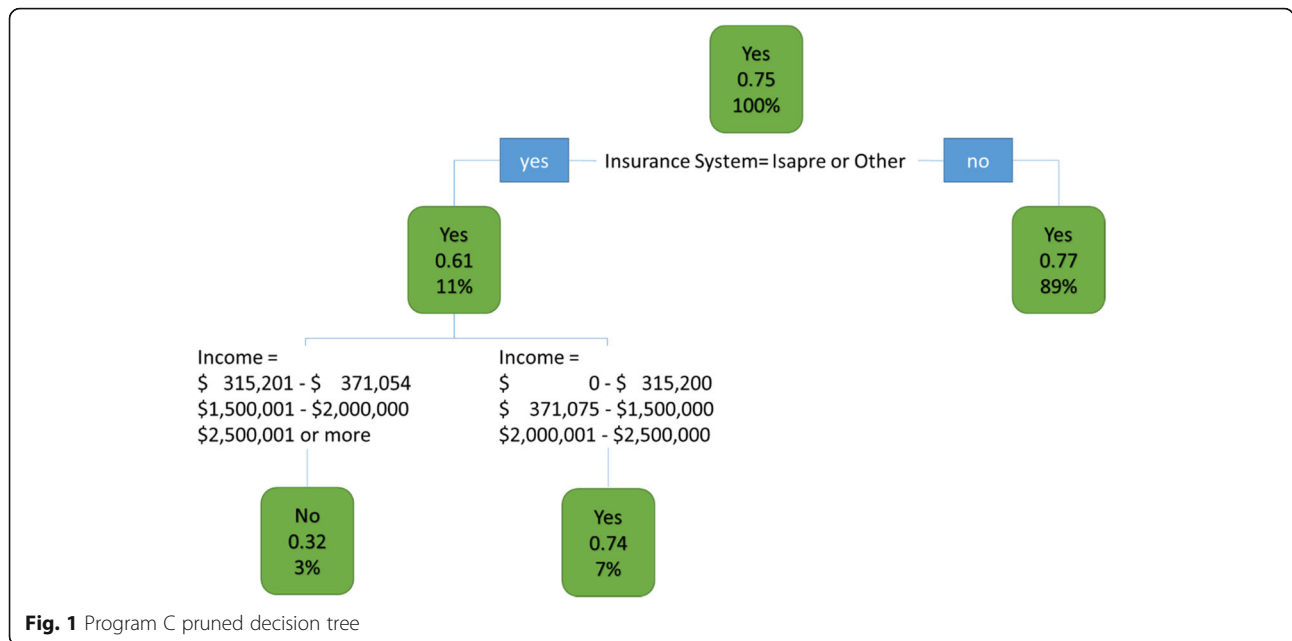 Yes
0.75
100%
yes
Insurance System= Isapre or Other
no
Yes
0.61
11%
Yes
0.77
89%
Income =
$ 315,201 - $ 371,054
$1,500,001 - $2,000,000
$2,500,001 or more
Income =
$ 0 - $ 315,200
$ 371,075 - $1,500,000
$2,000,001 - $2,500,000
No
0.32
3%
Yes
0.74
7%
Fig. 1 Program C pruned decision tree